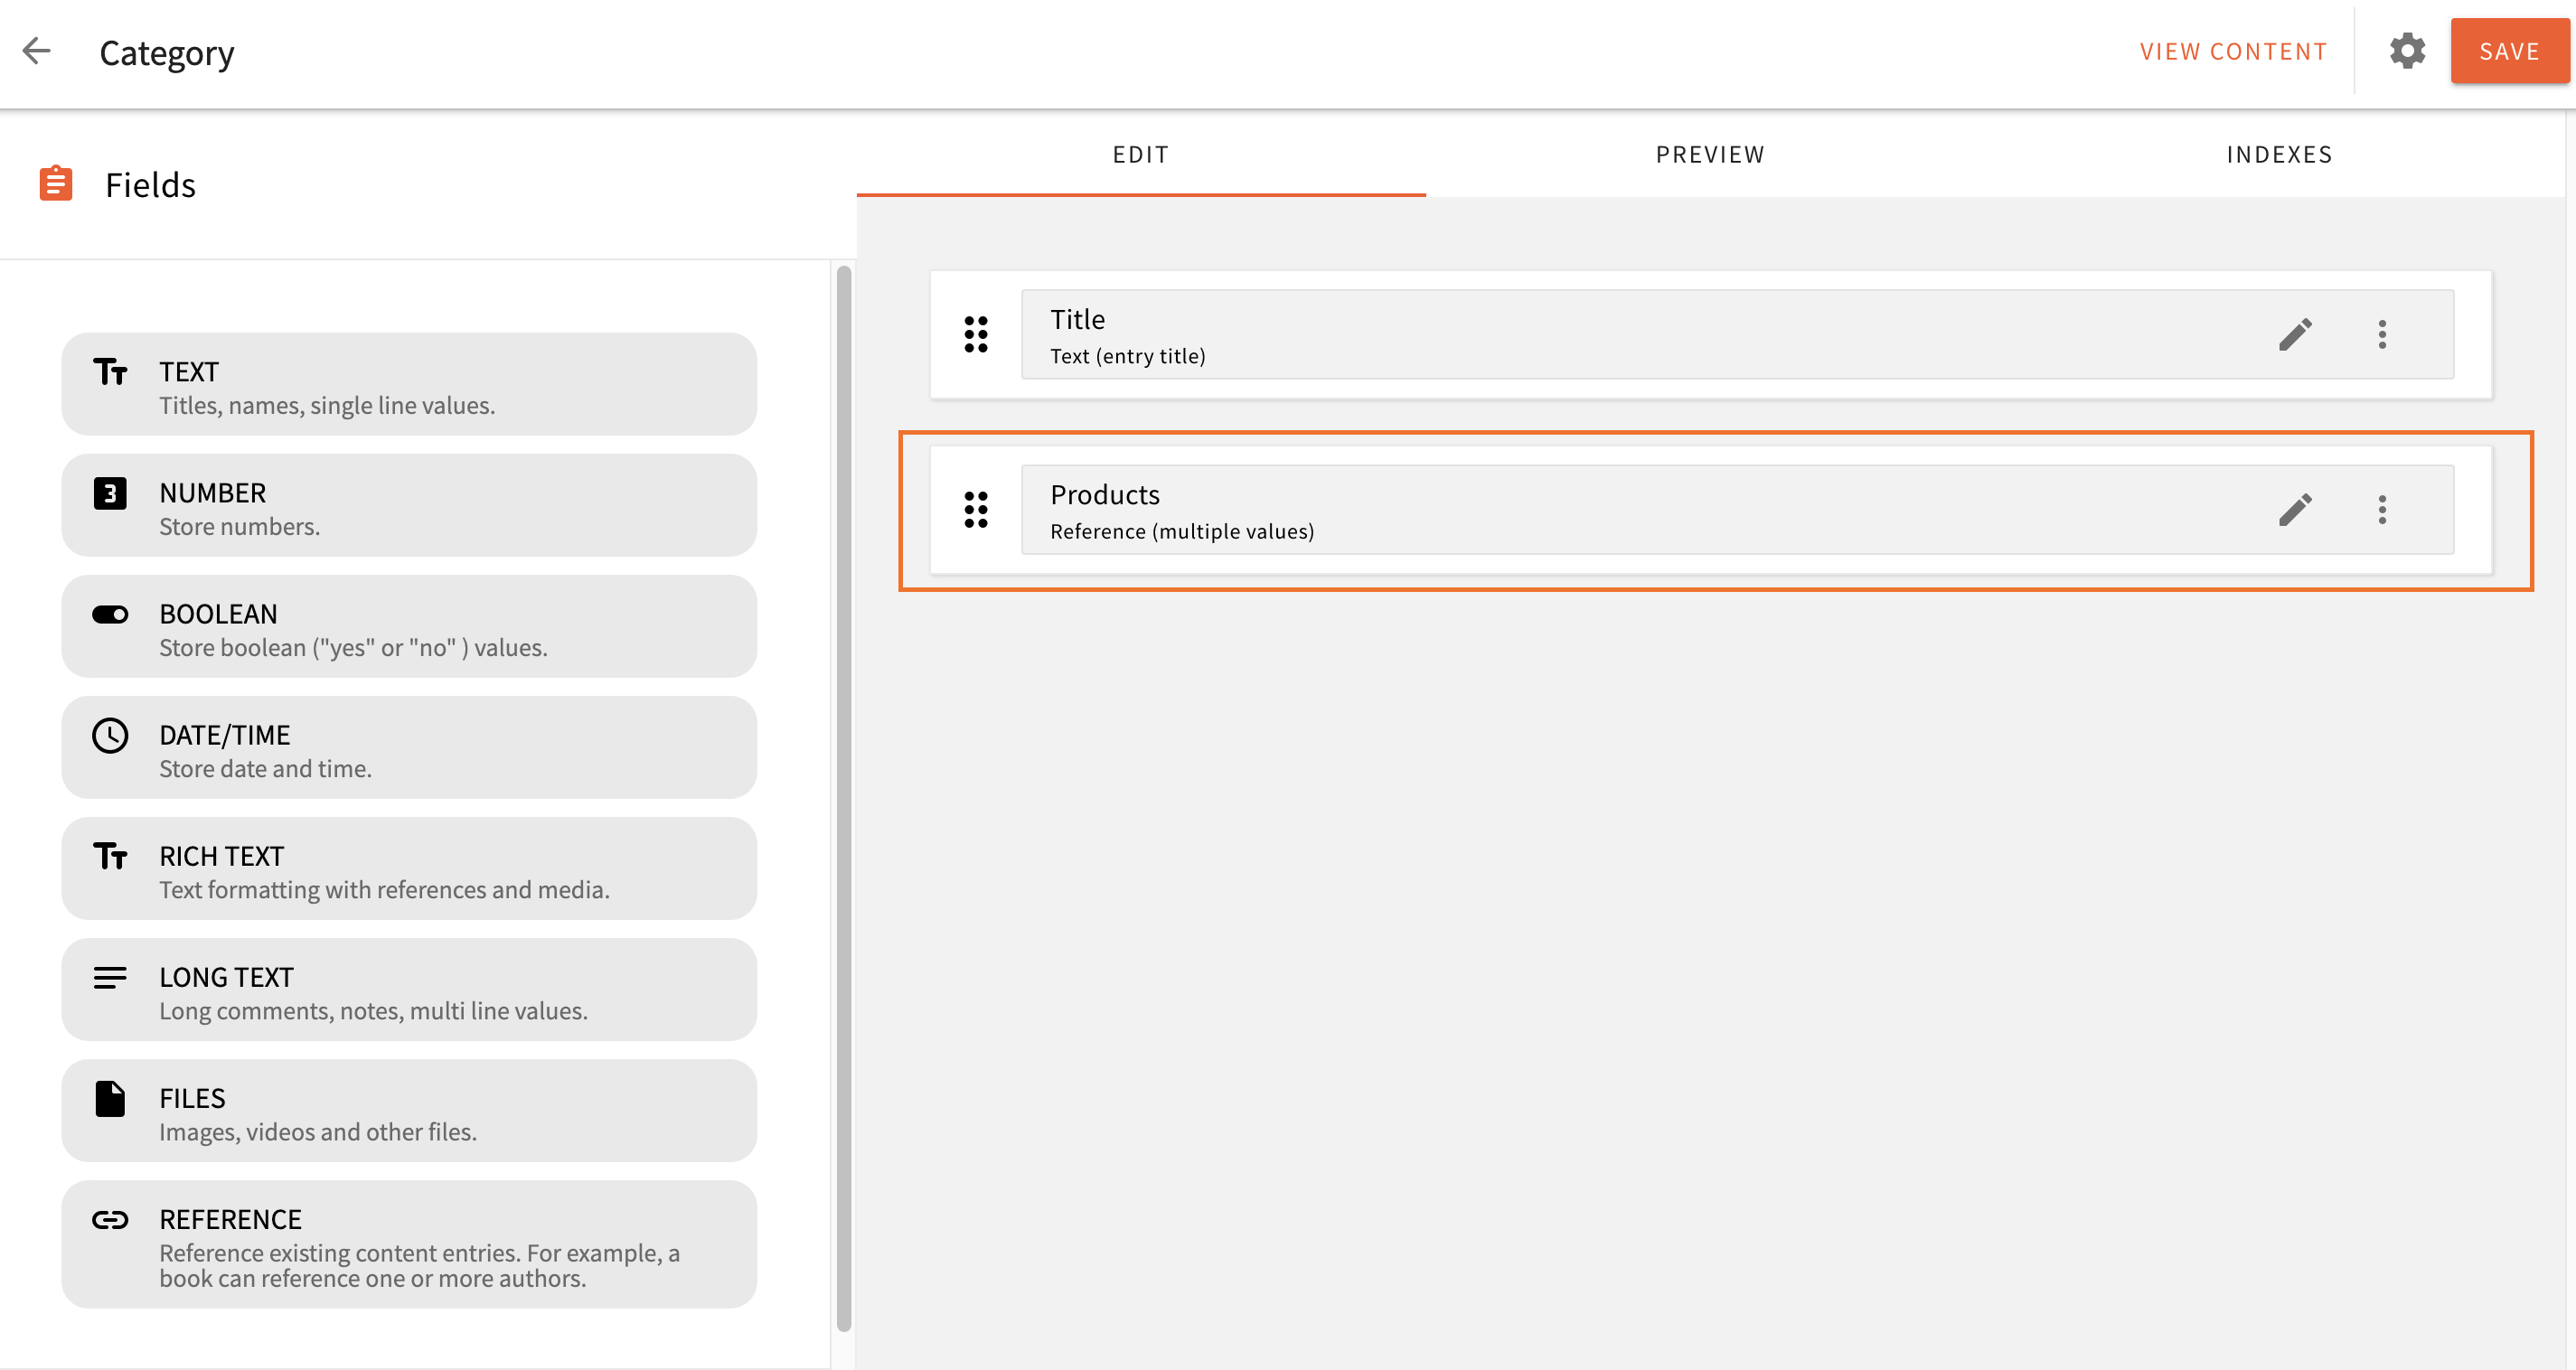 Category
VIEW CONTENT
SAVE
Fields
EDIT
PREVIEW
INDEXES
TEXT
Titles, names, single line values.
3
NUMBER
Store numbers.
BOOLEAN
Store boolean ("yes" or "no" ) values.
DATE/TIME
Store date and time.
RICH TEXT
Text formatting with references and media.
LONG TEXT
Long comments, notes, multi line values.
FILES
Images, videos and other files.
REFERENCE
Reference existing content entries. For example, a
book can reference one or more authors.
Title
Text (entry title)
Products
Reference (multiple values)